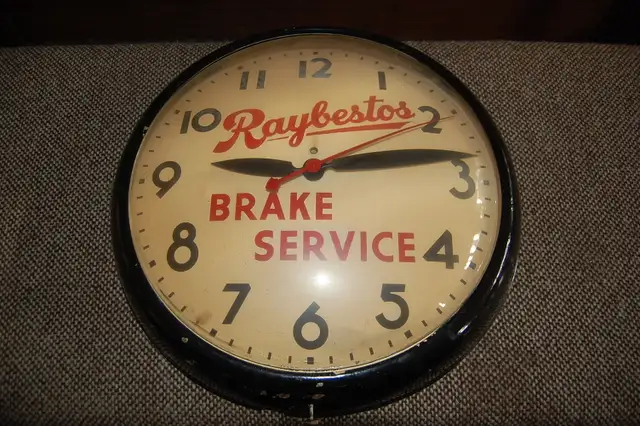 12
11 1
10 Raybestos 2
9 3
BRAKE
8 SERVICE 4
7 5
6